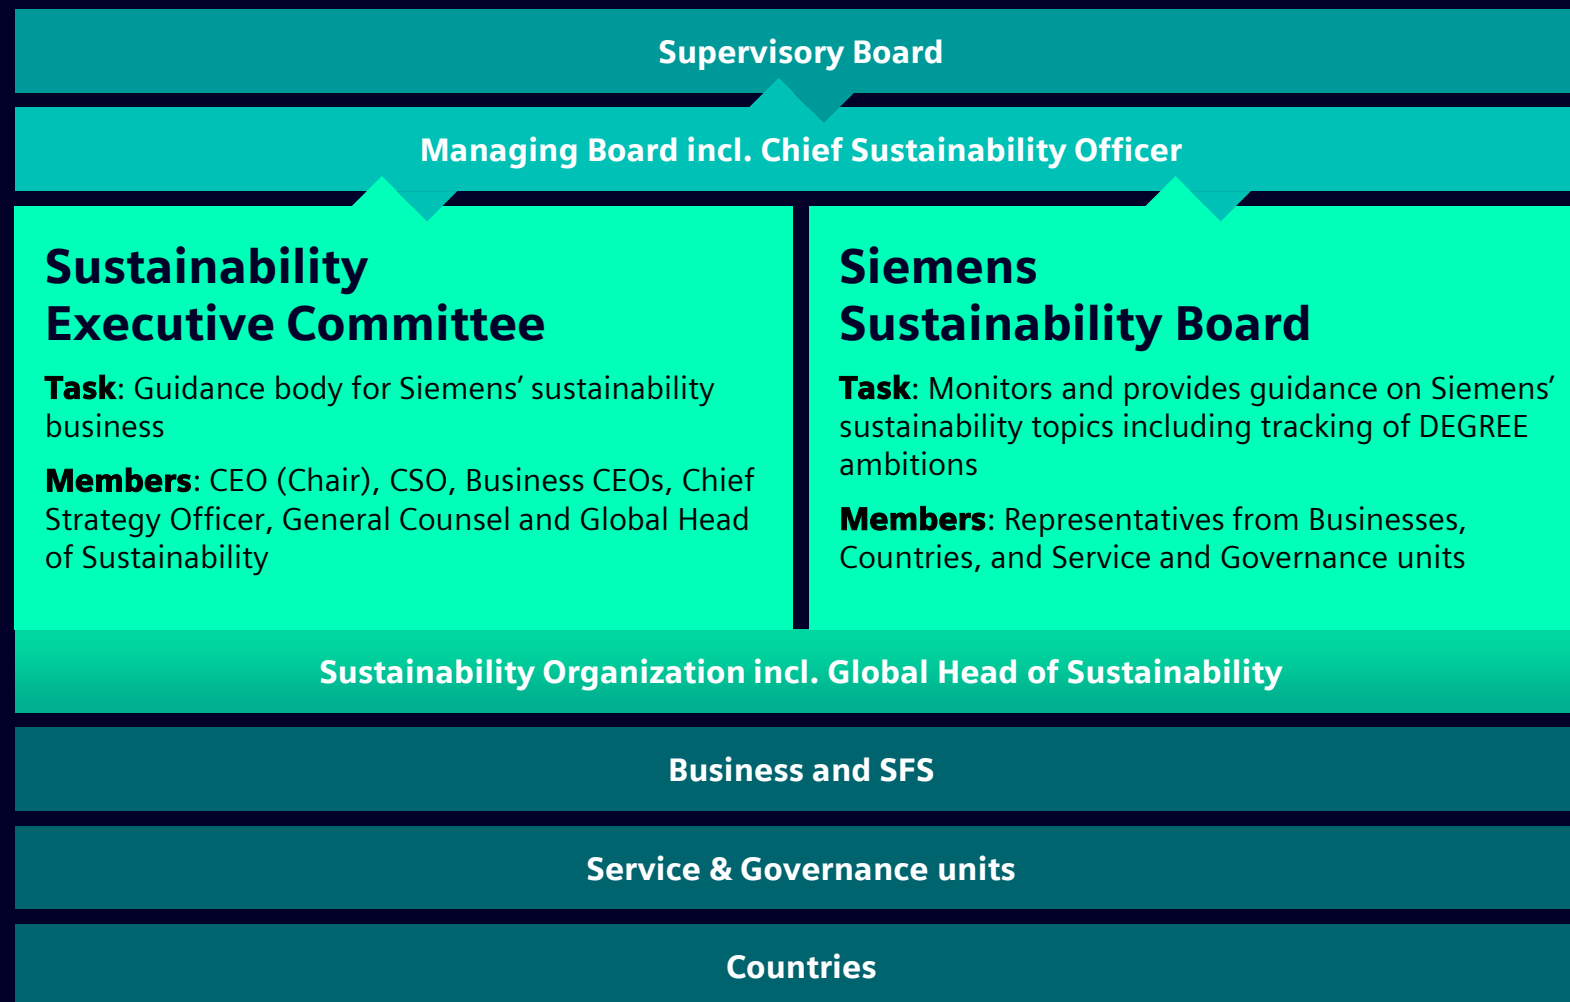 Supervisory Board
Managing Board incl. Chief Sustainability Officer
Sustainability
Executive Committee
Task: Guidance body for Siemens’ sustainability
business
Members: CEO (Chair), CSO, Business CEOs, Chief
Strategy Officer, General Counsel and Global Head
of Sustainability
Siemens
Sustainability Board
Task: Monitors and provides guidance on Siemens’
sustainability topics including tracking of DEGREE
ambitions
Members: Representatives from Businesses,
Countries, and Service and Governance units
Sustainability Organization incl. Global Head of Sustainability
Business and SFS
Service & Governance units
Countries